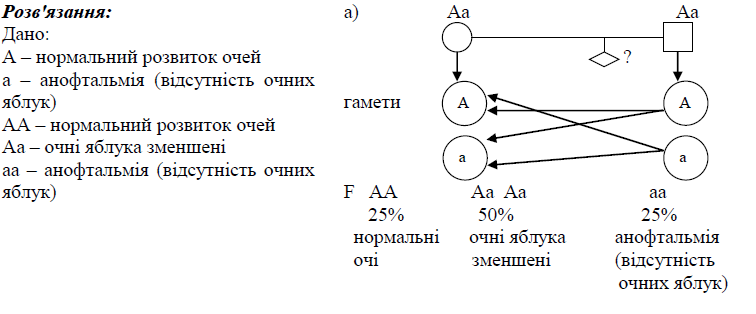 Розв'язання:
Дано:
А – нормальний розвиток очей
а – анофтальмія (відсутність очних
яблук)
АА – нормальний розвиток очей
Аа – очні яблука зменшені
аа – анофтальмія (відсутність очних
яблук)
а)
Аа
Аа
?
гамети
А
А
а
а
F АА Аа Аа аа
25% 50% 25%
нормальні очні яблука анофтальмія
очі зменшені (відсутність
очних яблук)